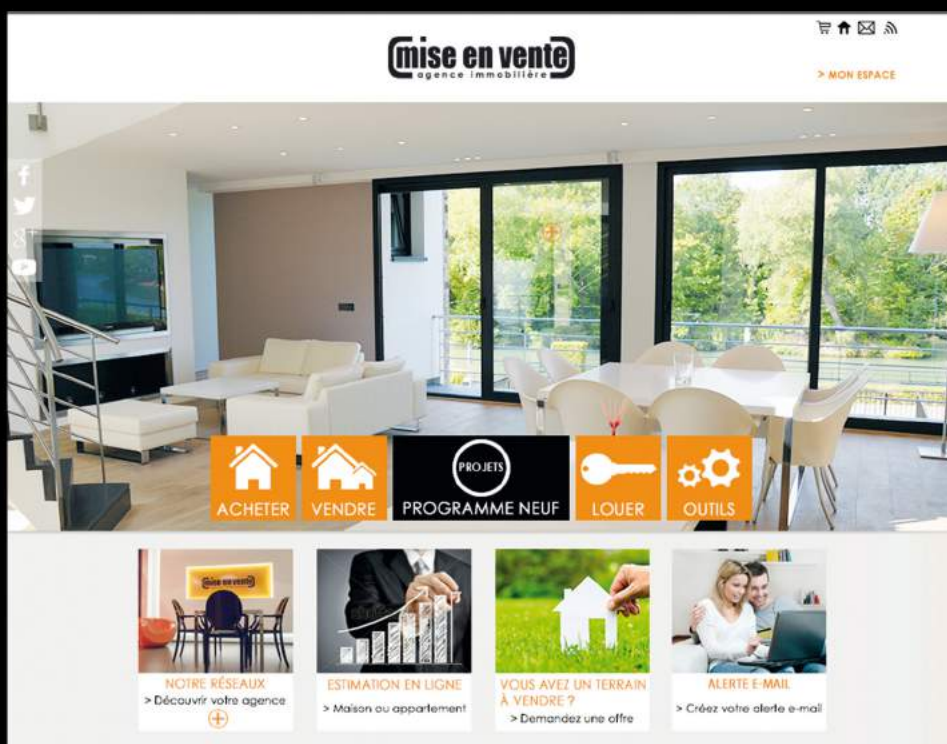 mise en vente
agence immobilière
> MON ESPACE
PROJETS
ACHETER
VENDRE
PROGRAMME NEUF
LOUER
OUTILS
mise en vente
NOTRE RÉSEAUX
> Découvrir votre agence
ESTIMATION EN LIGNE
> Maison ou appartement
VOUS AVEZ UN TERRAIN
À VENDRE ?
> Demandez une offre
ALERTE E-MAIL
> Créez votre alerte e-mail